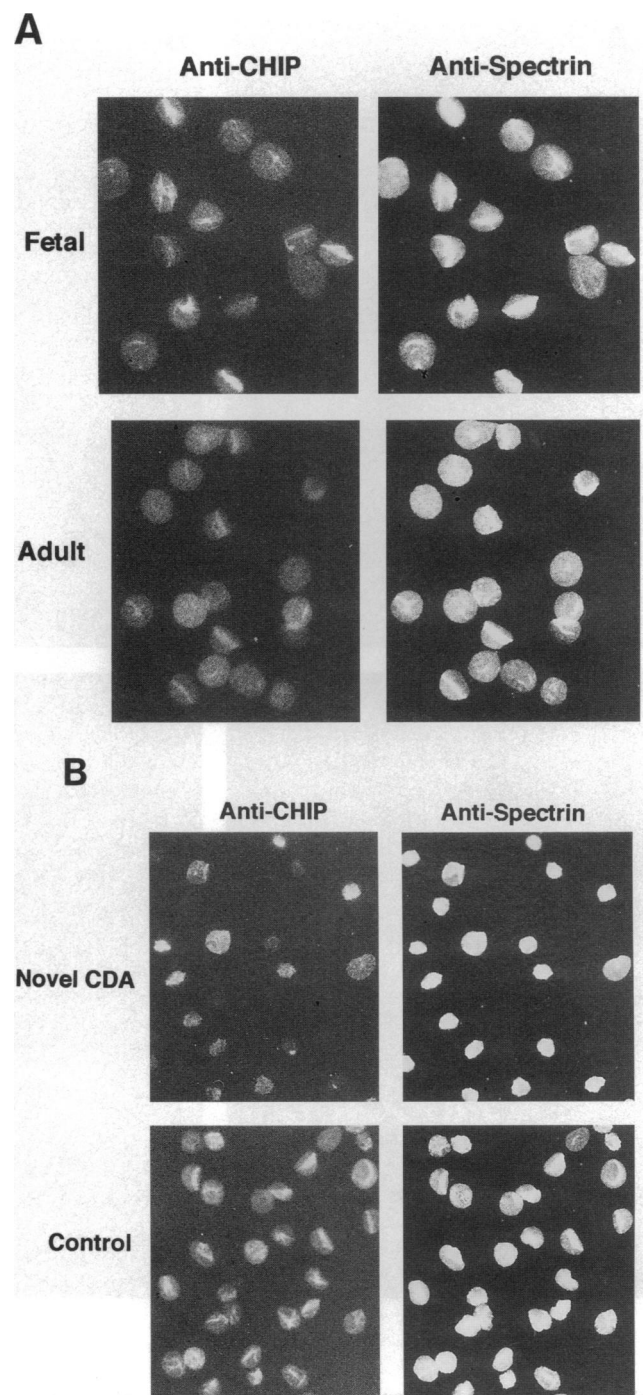 A
Anti-CHIP Anti-Spectrin
Fetal
Adult
B
Anti-CHIP Anti-Spectrin
Novel CDA
Control